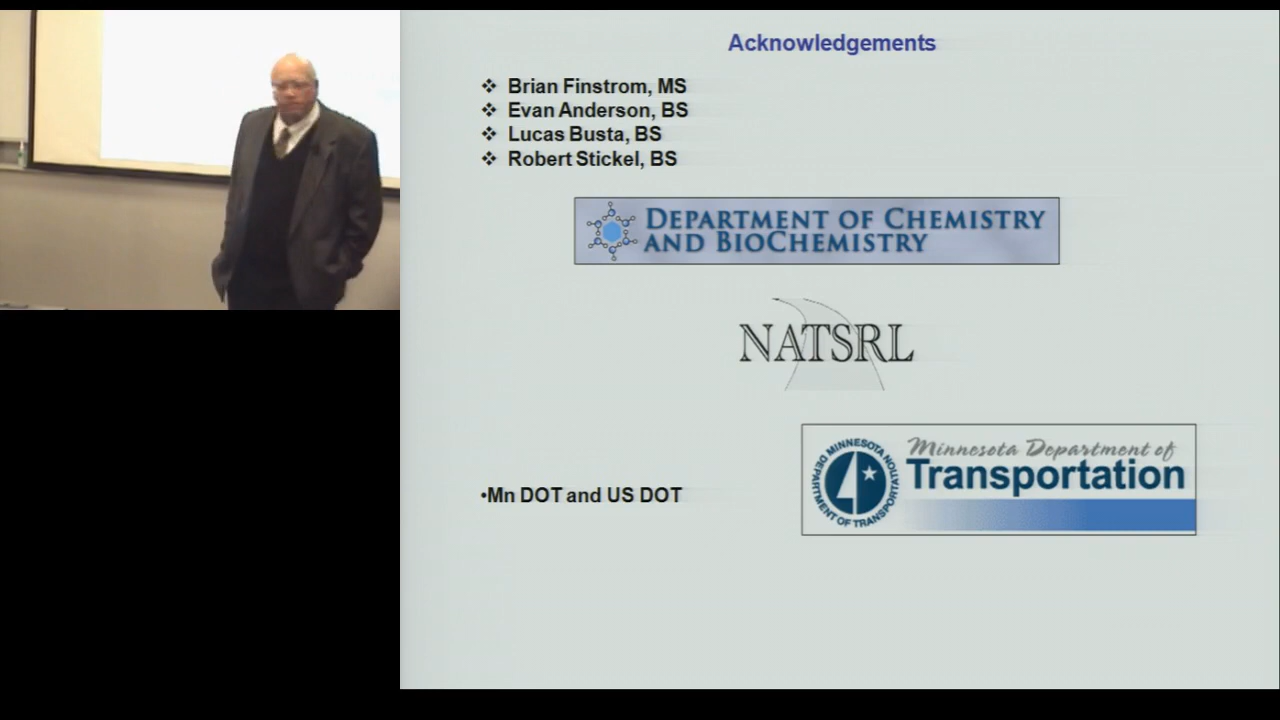 Acknowledgements
❖ Brian Finstrom, MS
❖ Evan Anderson, BS
❖ Lucas Busta, BS
❖ Robert Stickel, BS
DEPARTMENT OF CHEMISTRY
AND BIOCHEMISTRY
NATSRL
MINNESOTA
DEPARTMENT OF TRANSPORTATION
Minnesota Department of
Transportation
•Mn DOT and US DOT